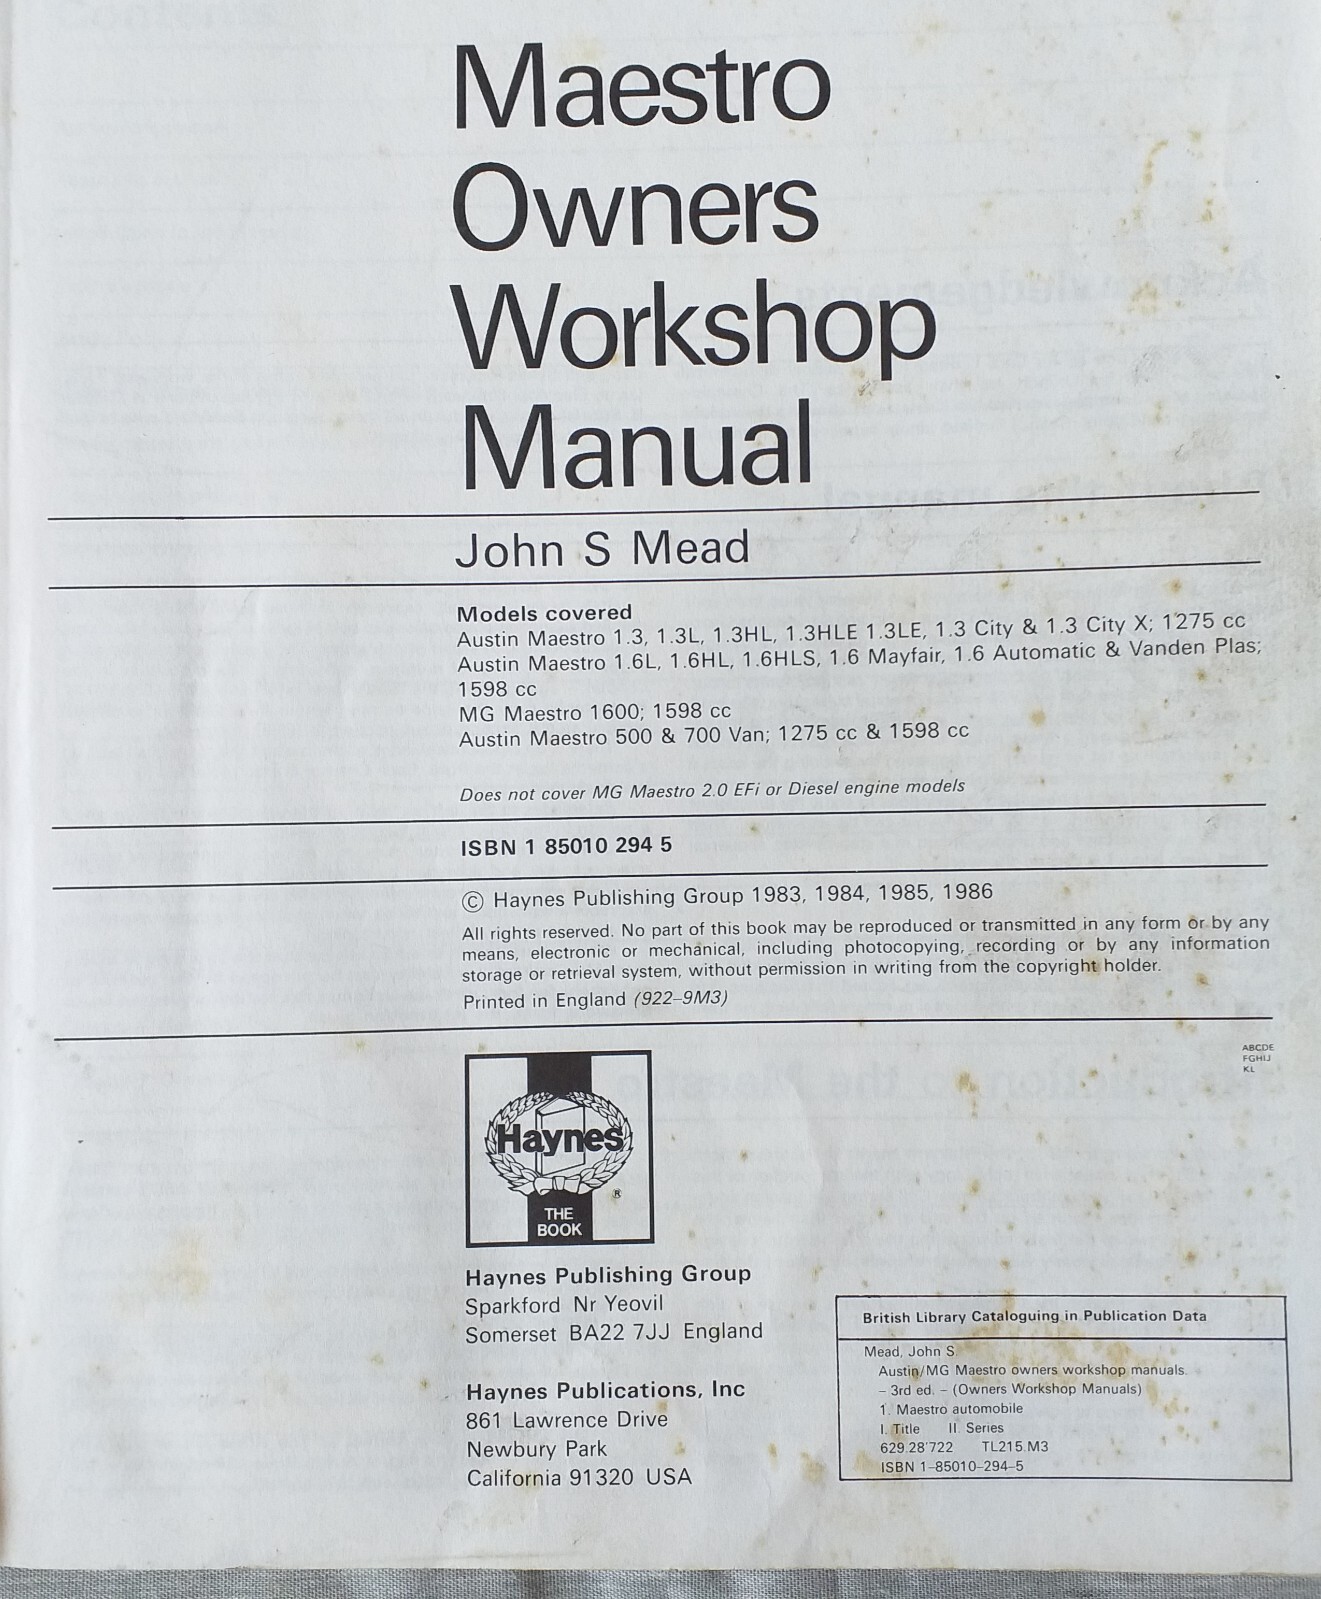 Maestro
Owners
Workshop
Manual
John S Mead
Models covered
Austin Maestro 1.3, 1.3L, 1.3HL, 1.3HLE 1.3LE, 1.3 City & 1.3 City X; 1275 cc
Austin Maestro 1.6L, 1.6HL, 1.6HLS, 1.6 Mayfair, 1.6 Automatic & Vanden Plas;
1598 cc
MG Maestro 1600; 1598 cc
Austin Maestro 500 & 700 Van; 1275 cc & 1598 cc
Does not cover MG Maestro 2.0 EFi or Diesel engine models
ISBN 1 85010 294 5
© Haynes Publishing Group 1983, 1984, 1985, 1986
All rights reserved. No part of this book may be reproduced or transmitted in any form or by any
means, electronic or mechanical, including photocopying, recording or by any information
storage or retrieval system, without permission in writing from the copyright holder.
Printed in England (922–9M3)
ABCDE
FGHIJ
KL
Haynes
®
THE
BOOK
Haynes Publishing Group
Sparkford Nr Yeovil
Somerset BA22 7JJ England
Haynes Publications, Inc
861 Lawrence Drive
Newbury Park
California 91320 USA
British Library Cataloguing in Publication Data
Mead, John S.
Austin/MG Maestro owners workshop manuals.
– 3rd ed. – (Owners Workshop Manuals)
1. Maestro automobile
I. Title II. Series
629.28'722 TL215.M3
ISBN 1–85010–294–5